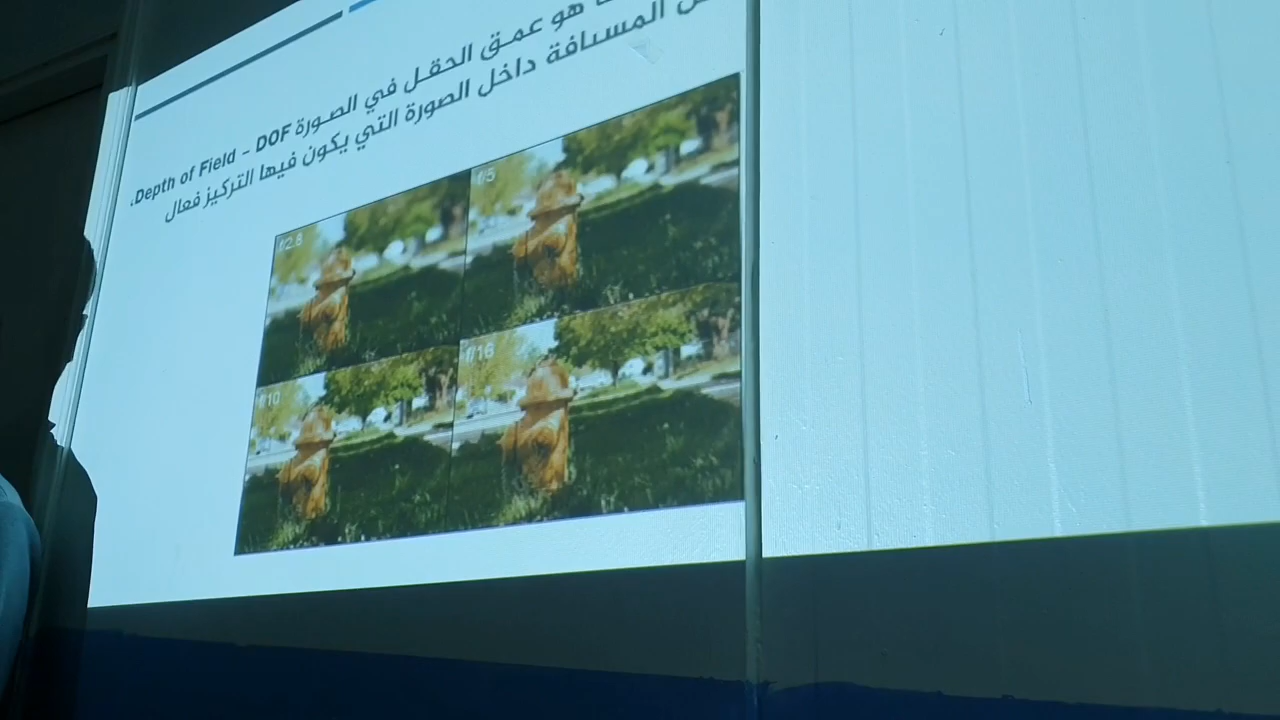 هو عمق الحقل في الصورة Depth of Field - DOF.
المسافة داخل الصورة التي يكون فيها التركيز فعال
f/2.8
f/5
f/10
f/16